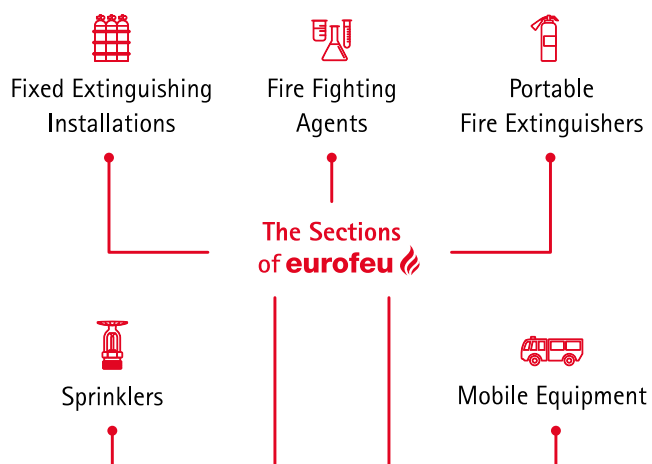 Fixed Extinguishing
Installations
Fire Fighting
Agents
Portable
Fire Extinguishers
The Sections
of eurofeu
Sprinklers
Mobile Equipment